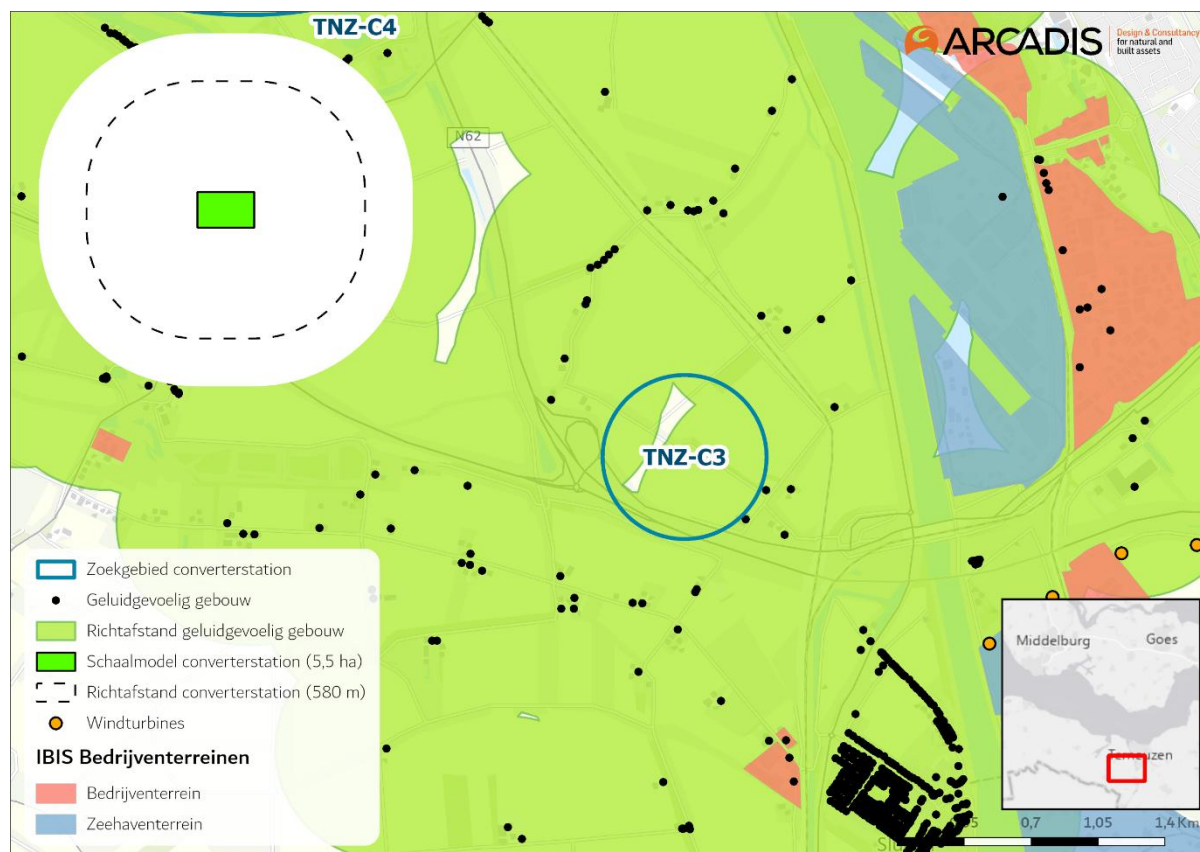 TNZ-C4
ARCADIS
Design & Consultancy
for natural and
built assets
N62
TNZ-C3
Zoekgebied converterstation
Geluidgevoelig gebouw
Richtafstand geluidgevoelig gebouw
Schaalmodel converterstation (5,5 ha)
Richtafstand converterstation (580 m)
Windturbines
IBIS Bedrijventerreinen
Bedrijventerrein
Zeehaventerrein
Middelburg
Goes
Terneuzen
0,7
1,05
1,4 Km